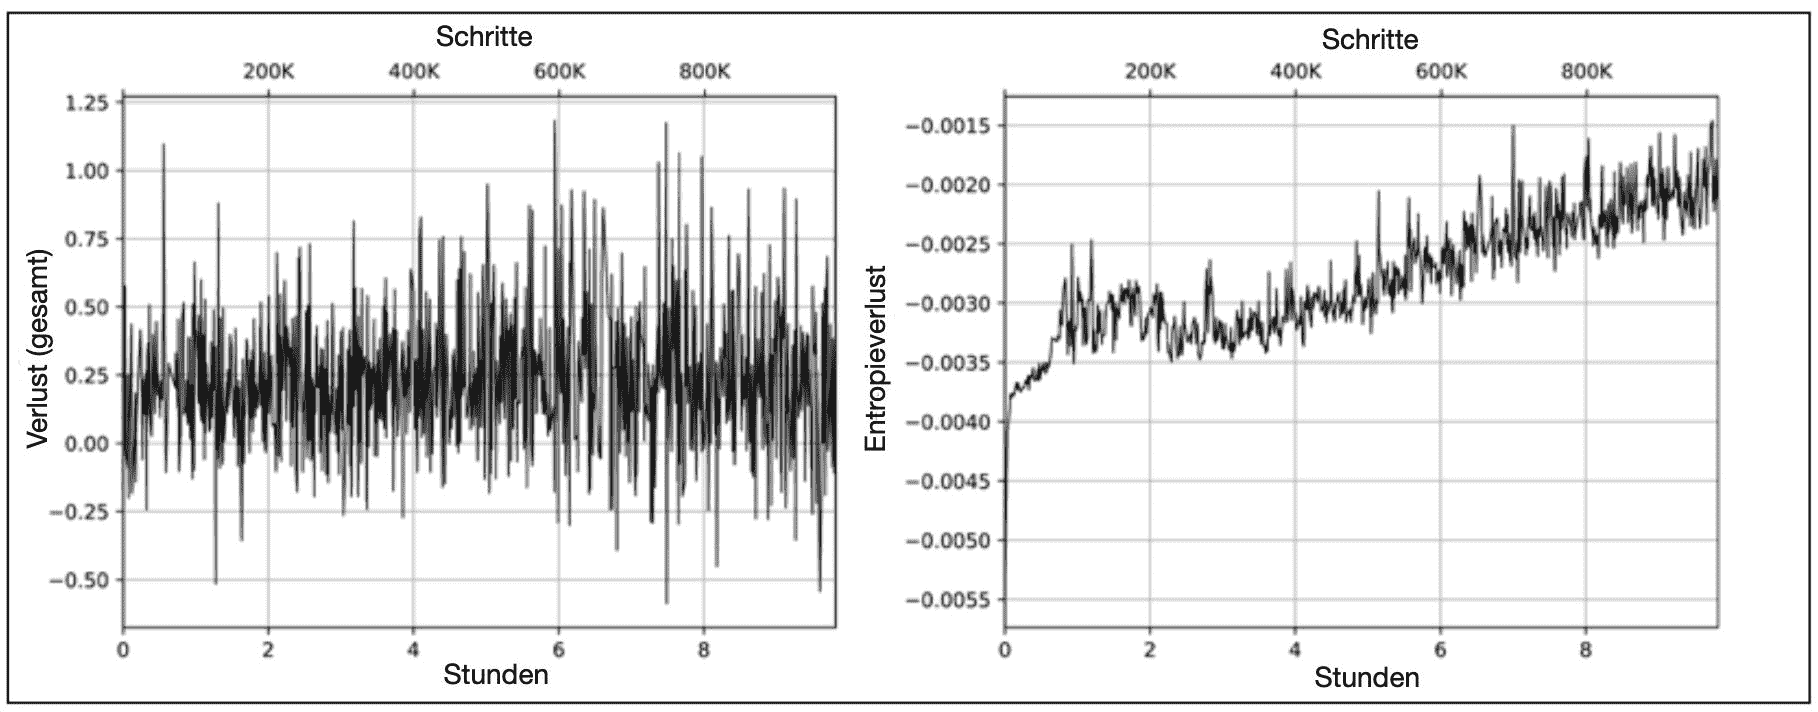 Schritte
200K 400K 600K 800K
1.25
1.00
0.75
0.50
0.25
0.00
−0.25
−0.50
Verlust (gesamt)
0 2 4 6 8
Stunden
Schritte
200K 400K 600K 800K
−0.0015
−0.0020
−0.0025
−0.0030
−0.0035
−0.0040
−0.0045
−0.0050
−0.0055
Entropieverlust
0 2 4 6 8
Stunden